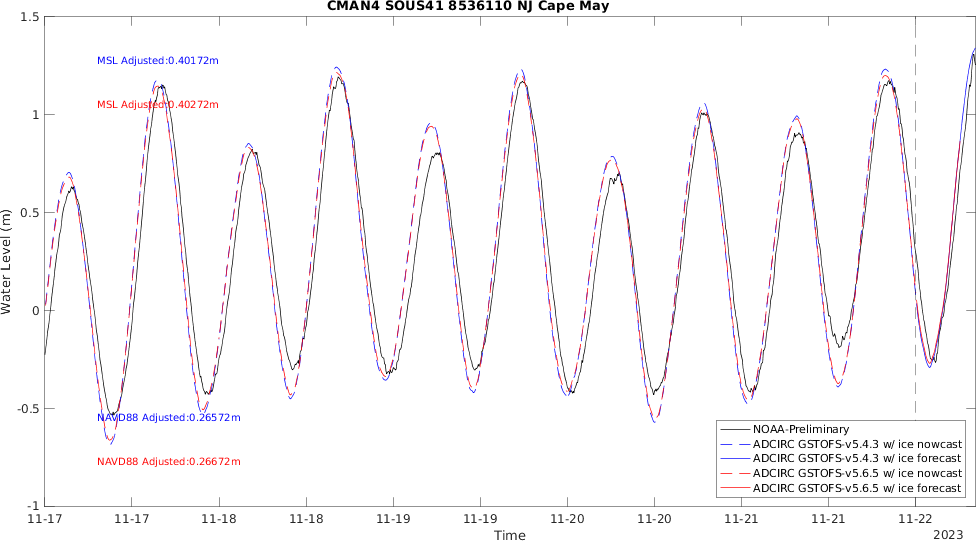 CMAN4 SOUS41 8536110 NJ Cape May
1.5
1
0.5
0
-0.5
-1
Water Level (m)
MSL Adjusted:0.40172m
MSL Adjusted:0.40272m
NAVD88 Adjusted:0.26572m
NAVD88 Adjusted:0.26672m
NOAA-Preliminary
ADCIRC GSTOFS-v5.4.3 w/ ice nowcast
ADCIRC GSTOFS-v5.4.3 w/ ice forecast
ADCIRC GSTOFS-v5.6.5 w/ ice nowcast
ADCIRC GSTOFS-v5.6.5 w/ ice forecast
11-17 11-17 11-18 11-18 11-19 11-19 11-20 11-20 11-21 11-21 11-22
Time
2023